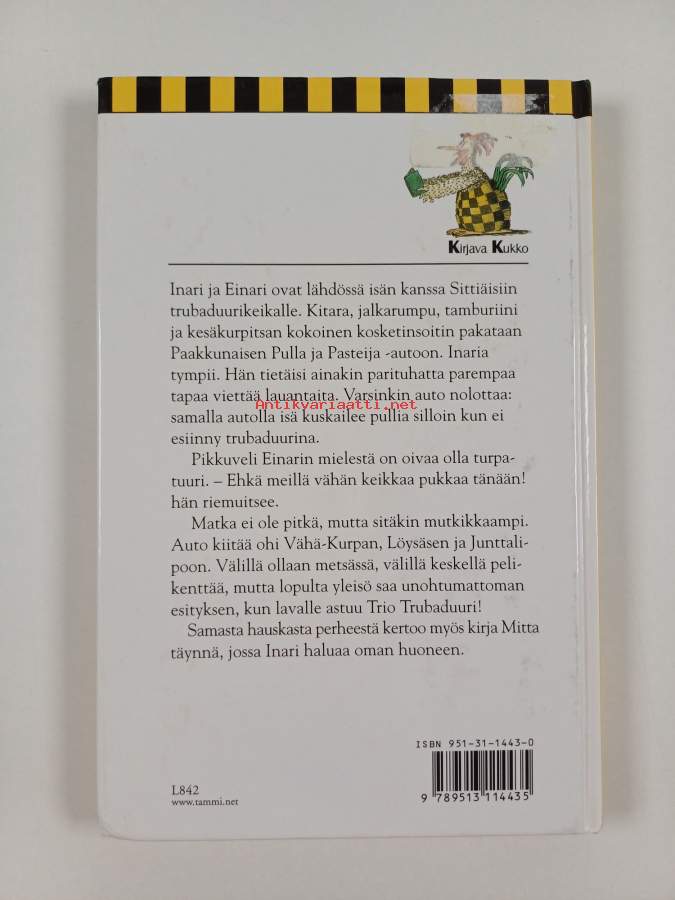 Kirjava Kukko
Inari ja Einari ovat lähdössä isän kanssa Sittiäisiin
trubaduurikeikalle. Kitara, jalkarumpu, tamburiini
ja kesäkurpitsan kokoinen kosketinsoitin pakataan
Paakkunaisen Pulla ja Pasteija -autoon. Inaria
tympii. Hän tietäisi ainakin parituhatta parempaa
tapaa viettää lauantaita. Varsinkin auto nolottaa:
Antikvariaatti.net
samalla autolla isä kuskailee pullia silloin kun ei
esiinny trubaduurina.
Pikkuveli Einarin mielestä on oivaa olla turpa-
tuuri. – Ehkä meillä vähän keikkaa pukkaa tänään!
hän riemuitsee.
Matka ei ole pitkä, mutta sitäkin mutkikkaampi.
Auto kiitää ohi Vähä-Kurpan, Löysäsen ja Junttali-
poon. Välillä ollaan metsässä, välillä keskellä peli-
kenttää, mutta lopulta yleisö saa unohtumattoman
esityksen, kun lavalle astuu Trio Trubaduuri!
Samasta hauskasta perheestä kertoo myös kirja Mitta
täynnä, jossa Inari haluaa oman huoneen.
ISBN 951-31-1443-0
9 789513 114435
L842
www.tammi.net